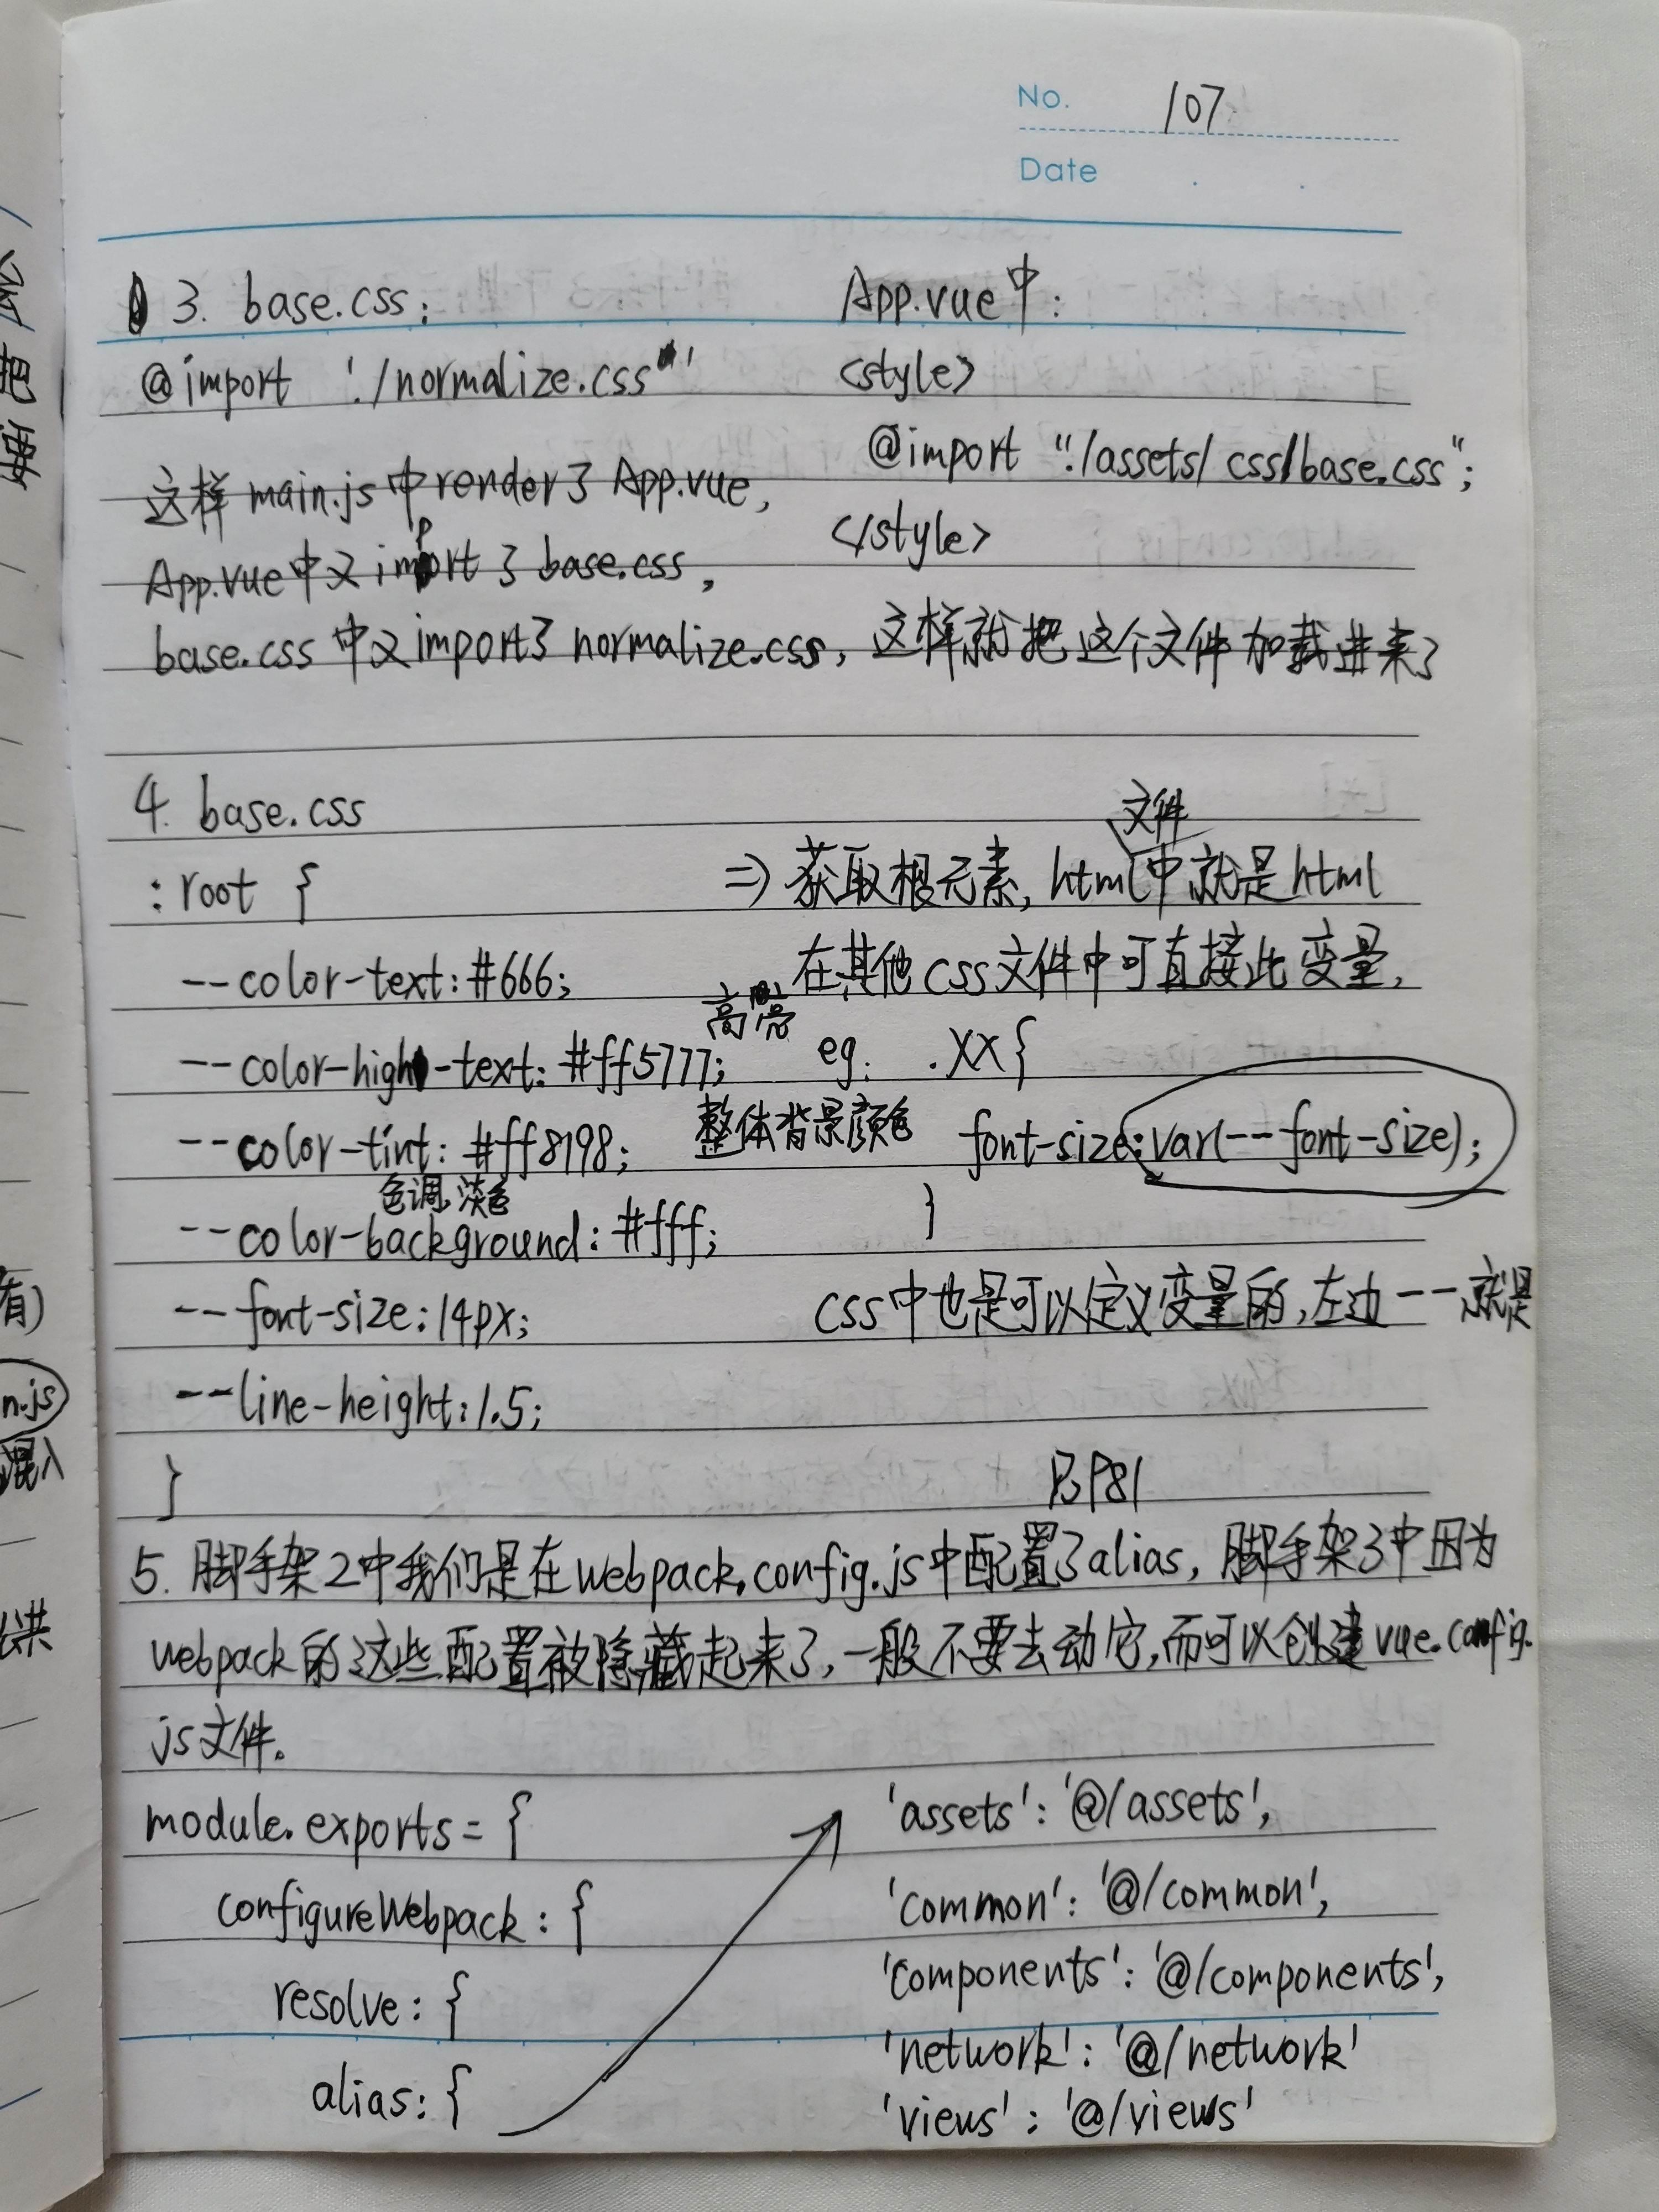 No. 107
Date
3. base.css:
@import './normalize.css'
App.vue中:
<style>
@import "./assets/css/base.css";
</style>
这样main.js中render了App.vue,
App.vue中又import了base.css,
base.css中又import了normalize.css,这样就把这个文件加载进来了
4. base.css
:root {
--color-text:#666;
--color-high-text:#ff5777; 高亮
--color-tint:#ff8198;
色调,淡色
--color-background:#fff; 整体背景颜色
--font-size:14px;
--line-height:1.5;
}
=> 获取根元素,html文件中就是html
在其他css文件中可直接此变量,
eg: .xx{
font-size:var(--font-size);
}
css中也是可以定义变量的,左边--就是
B P81
5. 脚手架2中我们是在webpack.config.js中配置了alias,脚手架3中因为
webpack的这些配置被隐藏起来了,一般不要去动它,而可以创建vue.config.
js文件。
module.exports={
configureWebpack:{
resolve:{
alias:{
'assets':'@/assets',
'common':'@/common',
'components':'@/components',
'network':'@/network'
'views':'@/views'
有)
n.js
混入
供
把
要